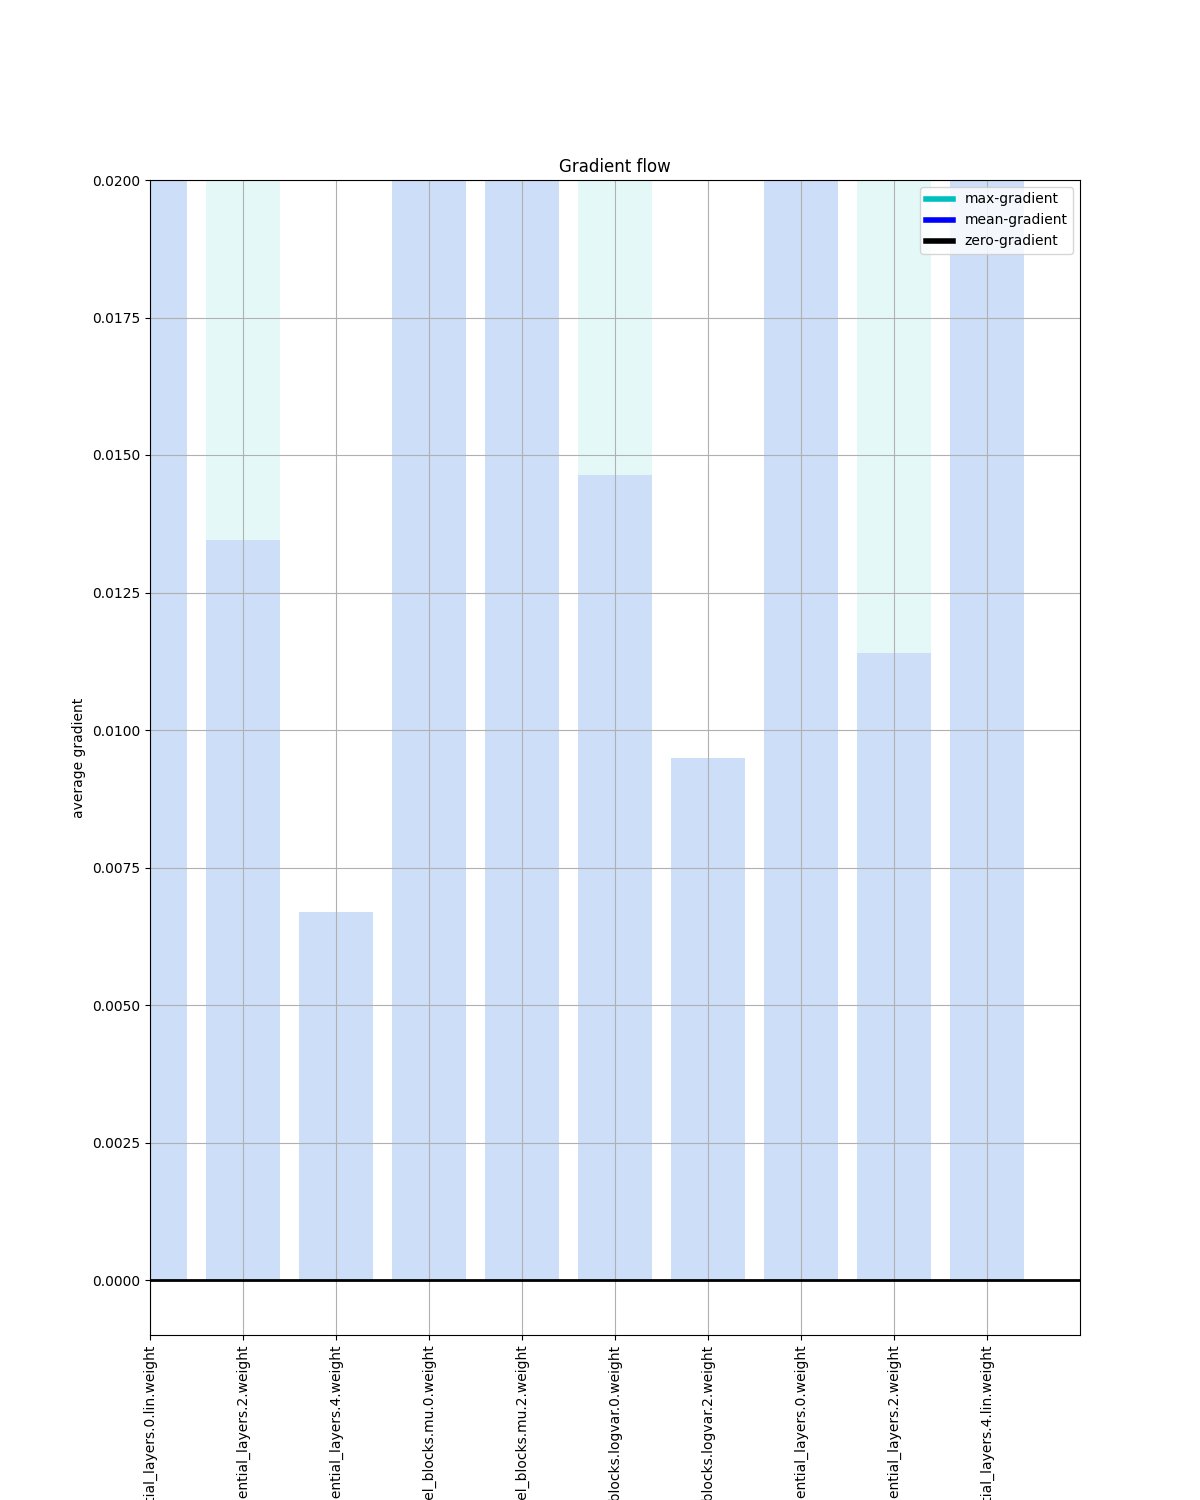 Gradient flow
max-gradient
mean-gradient
zero-gradient
0.0200
0.0175
0.0150
0.0125
0.0100
0.0075
0.0050
0.0025
0.0000
average gradient
tial_layers.0.lin.weight
ential_layers.2.weight
ential_layers.4.weight
el_blocks.mu.0.weight
el_blocks.mu.2.weight
blocks.logvar.0.weight
blocks.logvar.2.weight
ential_layers.0.weight
ential_layers.2.weight
tial_layers.4.lin.weight